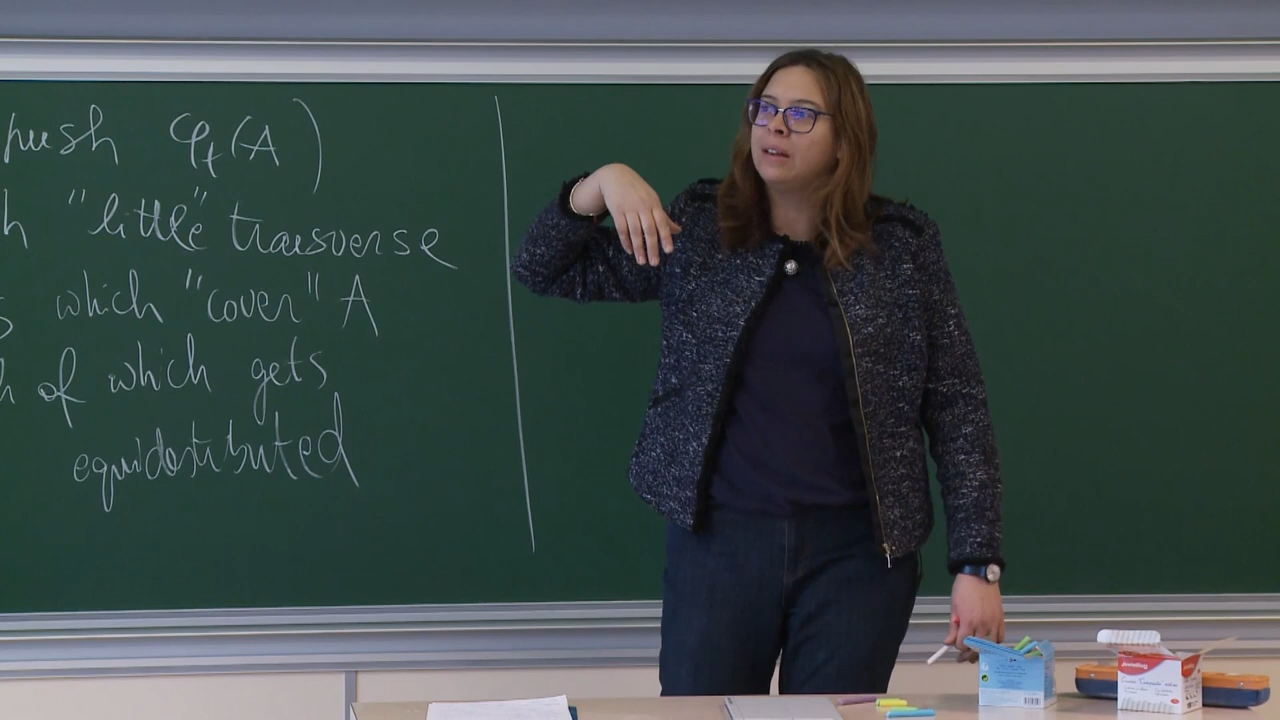 push φt(A)
h "little" transverse
s which "cover" A
h of which gets
equidistributed